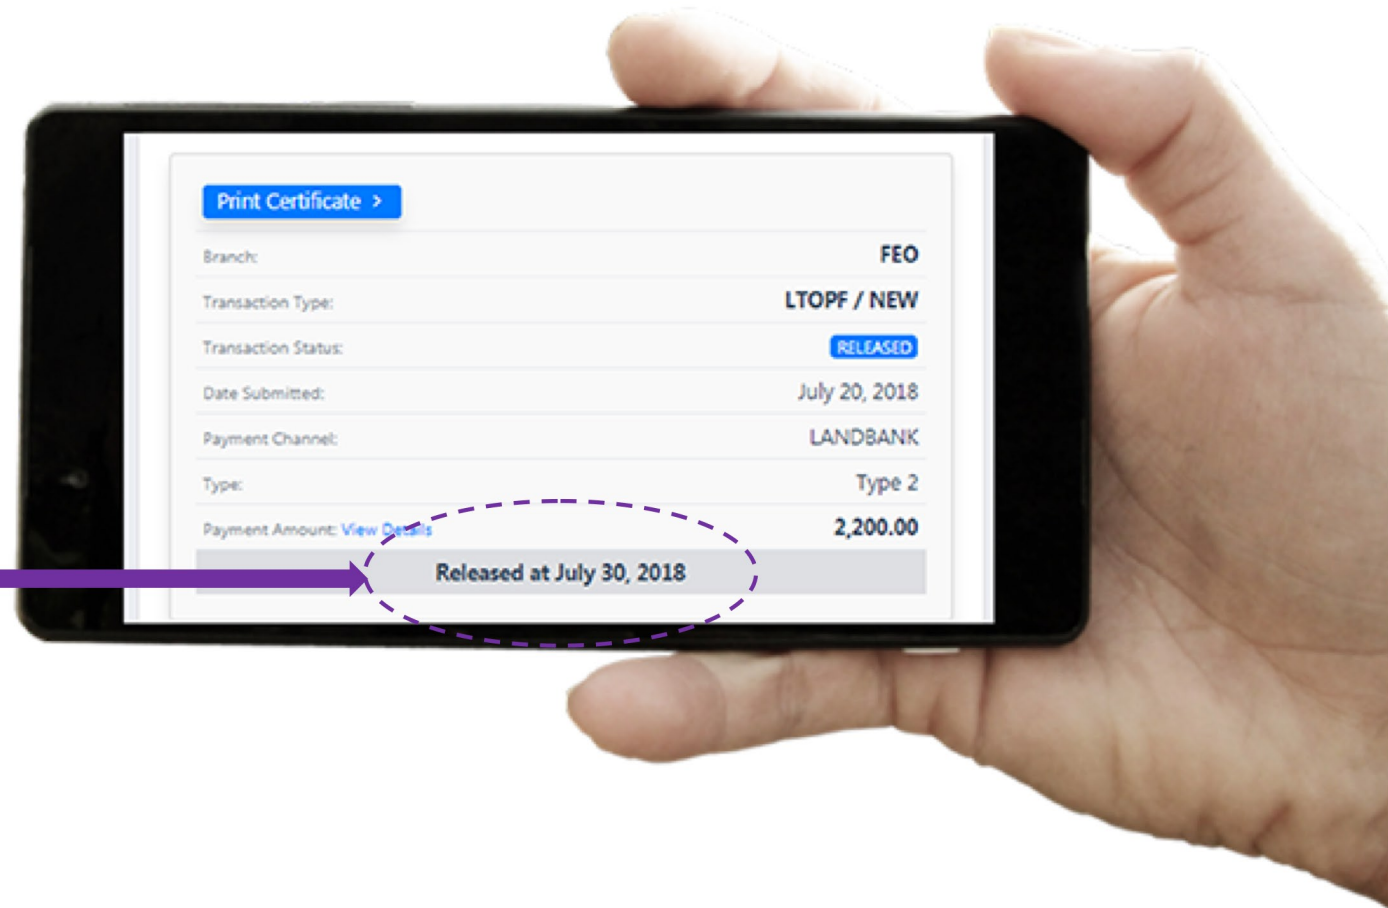 Print Certificate >
Branch: FEO
Transaction Type: LTOPF / NEW
Transaction Status: RELEASED
Date Submitted: July 20, 2018
Payment Channel: LANDBANK
Type: Type 2
Payment Amount: View Details 2,200.00
Released at July 30, 2018